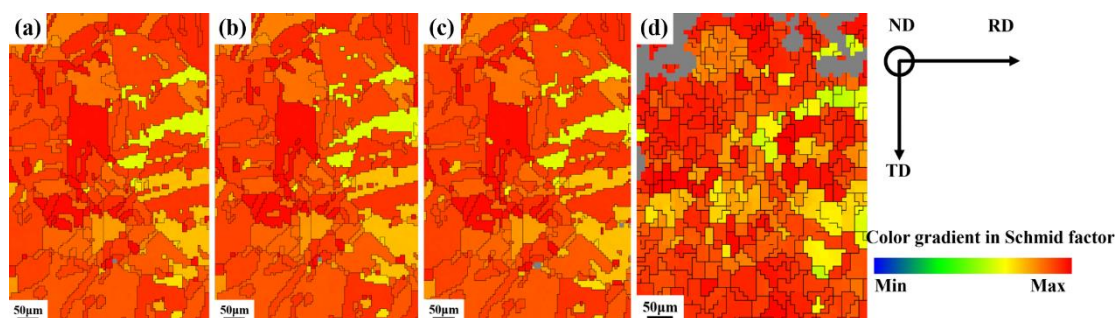 (a) (b) (c) (d)
ND RD
TD
Color gradient in Schmid factor
Min Max
50μm 50μm 50μm 50μm